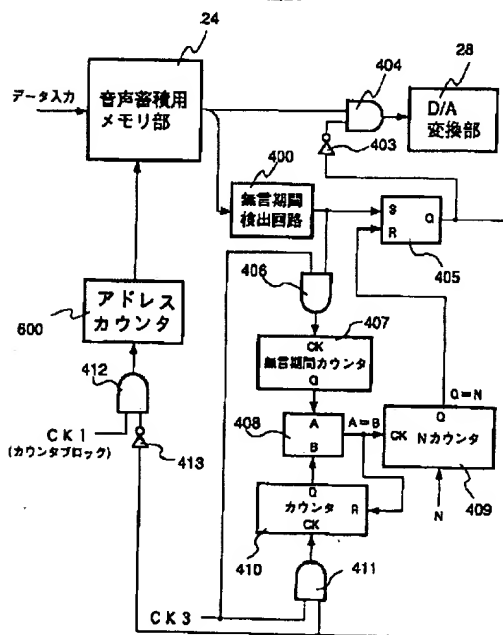 24
404
28
データ入力
音声蓄積用
メモリ部
D/A
変換部
403
400
無言期間
検出回路
S
Q
R
405
406
600
アドレス
カウンタ
407
CK
無言期間カウンタ
Q
412
Q=N
408
A
B
A=B
Q
CK
Nカウンタ
CK1
(カウンタブロック)
413
409
Q
カウンタ
R
CK
N
410
411
CK3